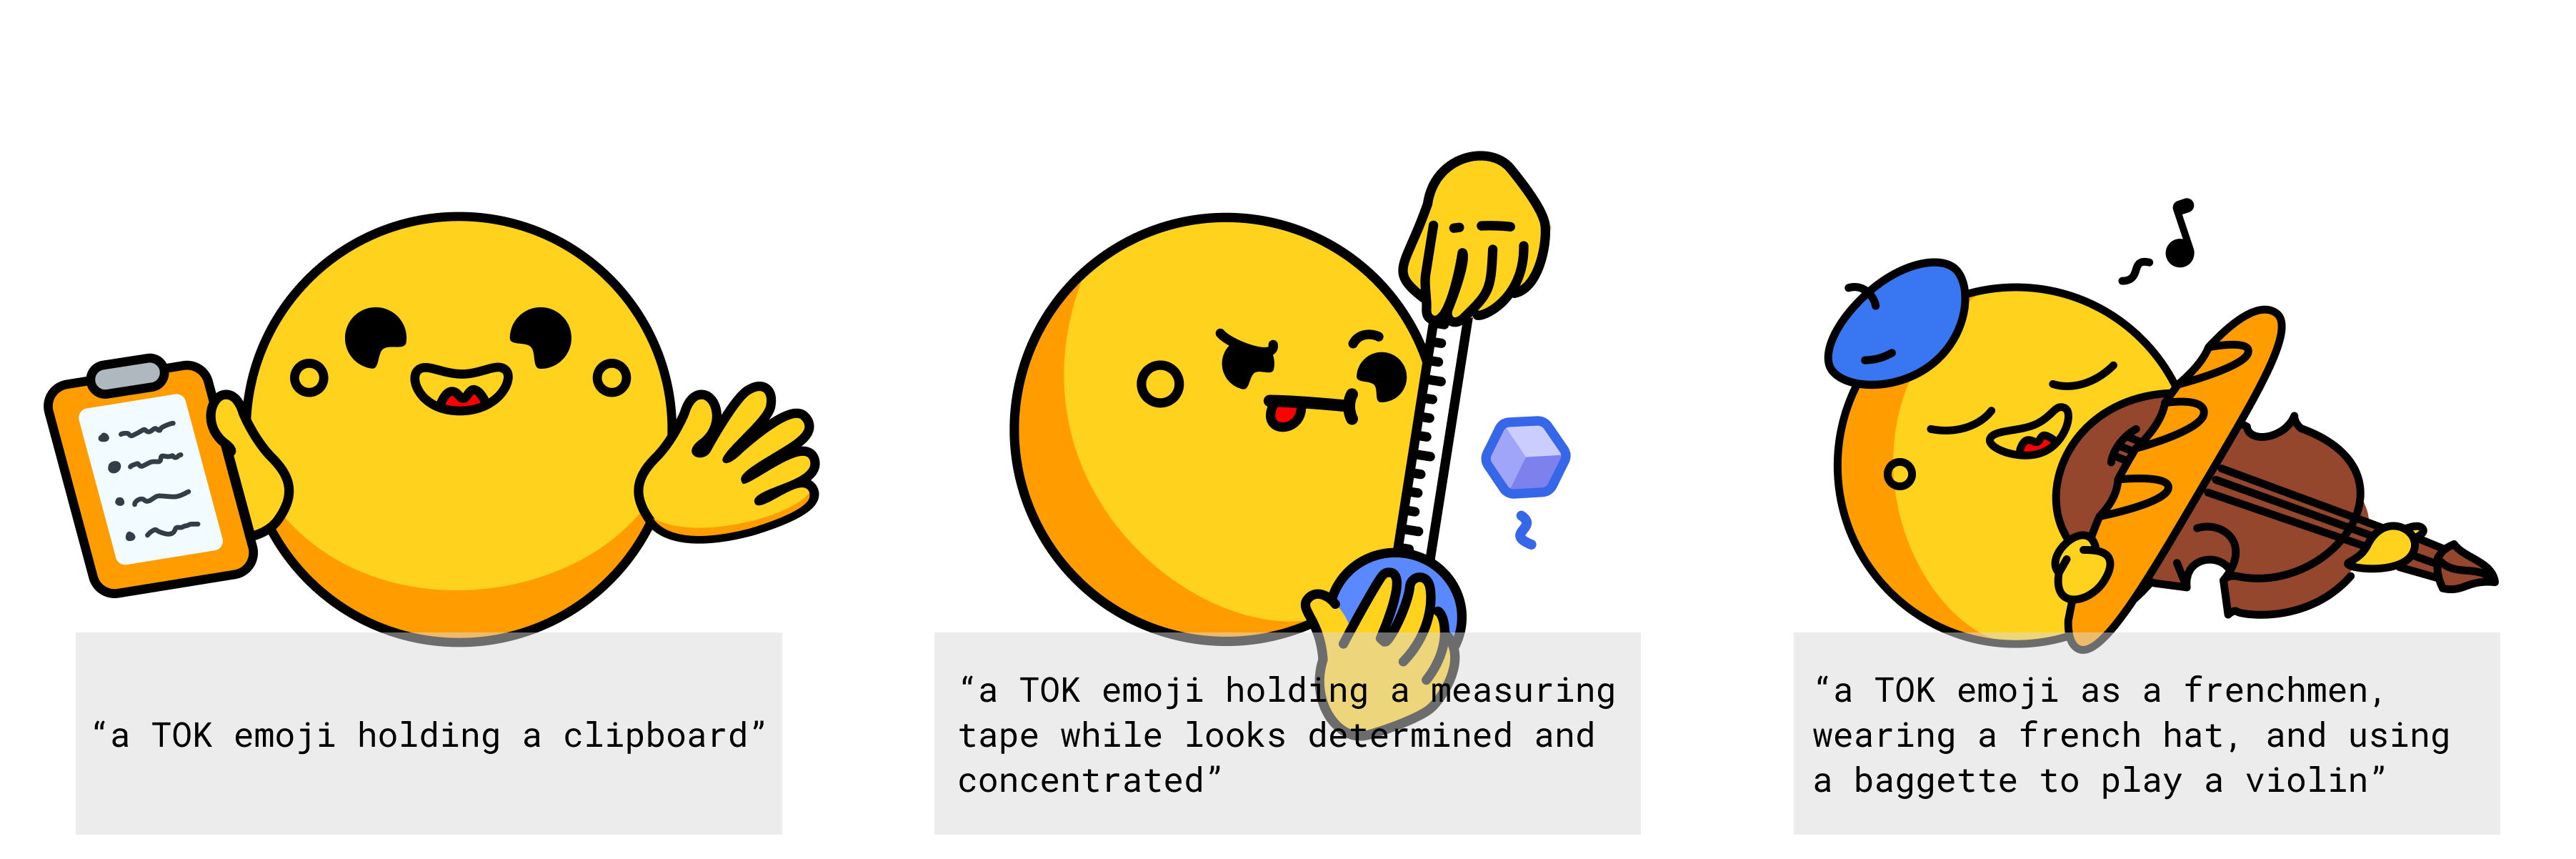 “a TOK emoji holding a clipboard”
“a TOK emoji holding a measuring
tape while looks determined and
concentrated”
“a TOK emoji as a frenchmen,
wearing a french hat, and using
a baggette to play a violin”